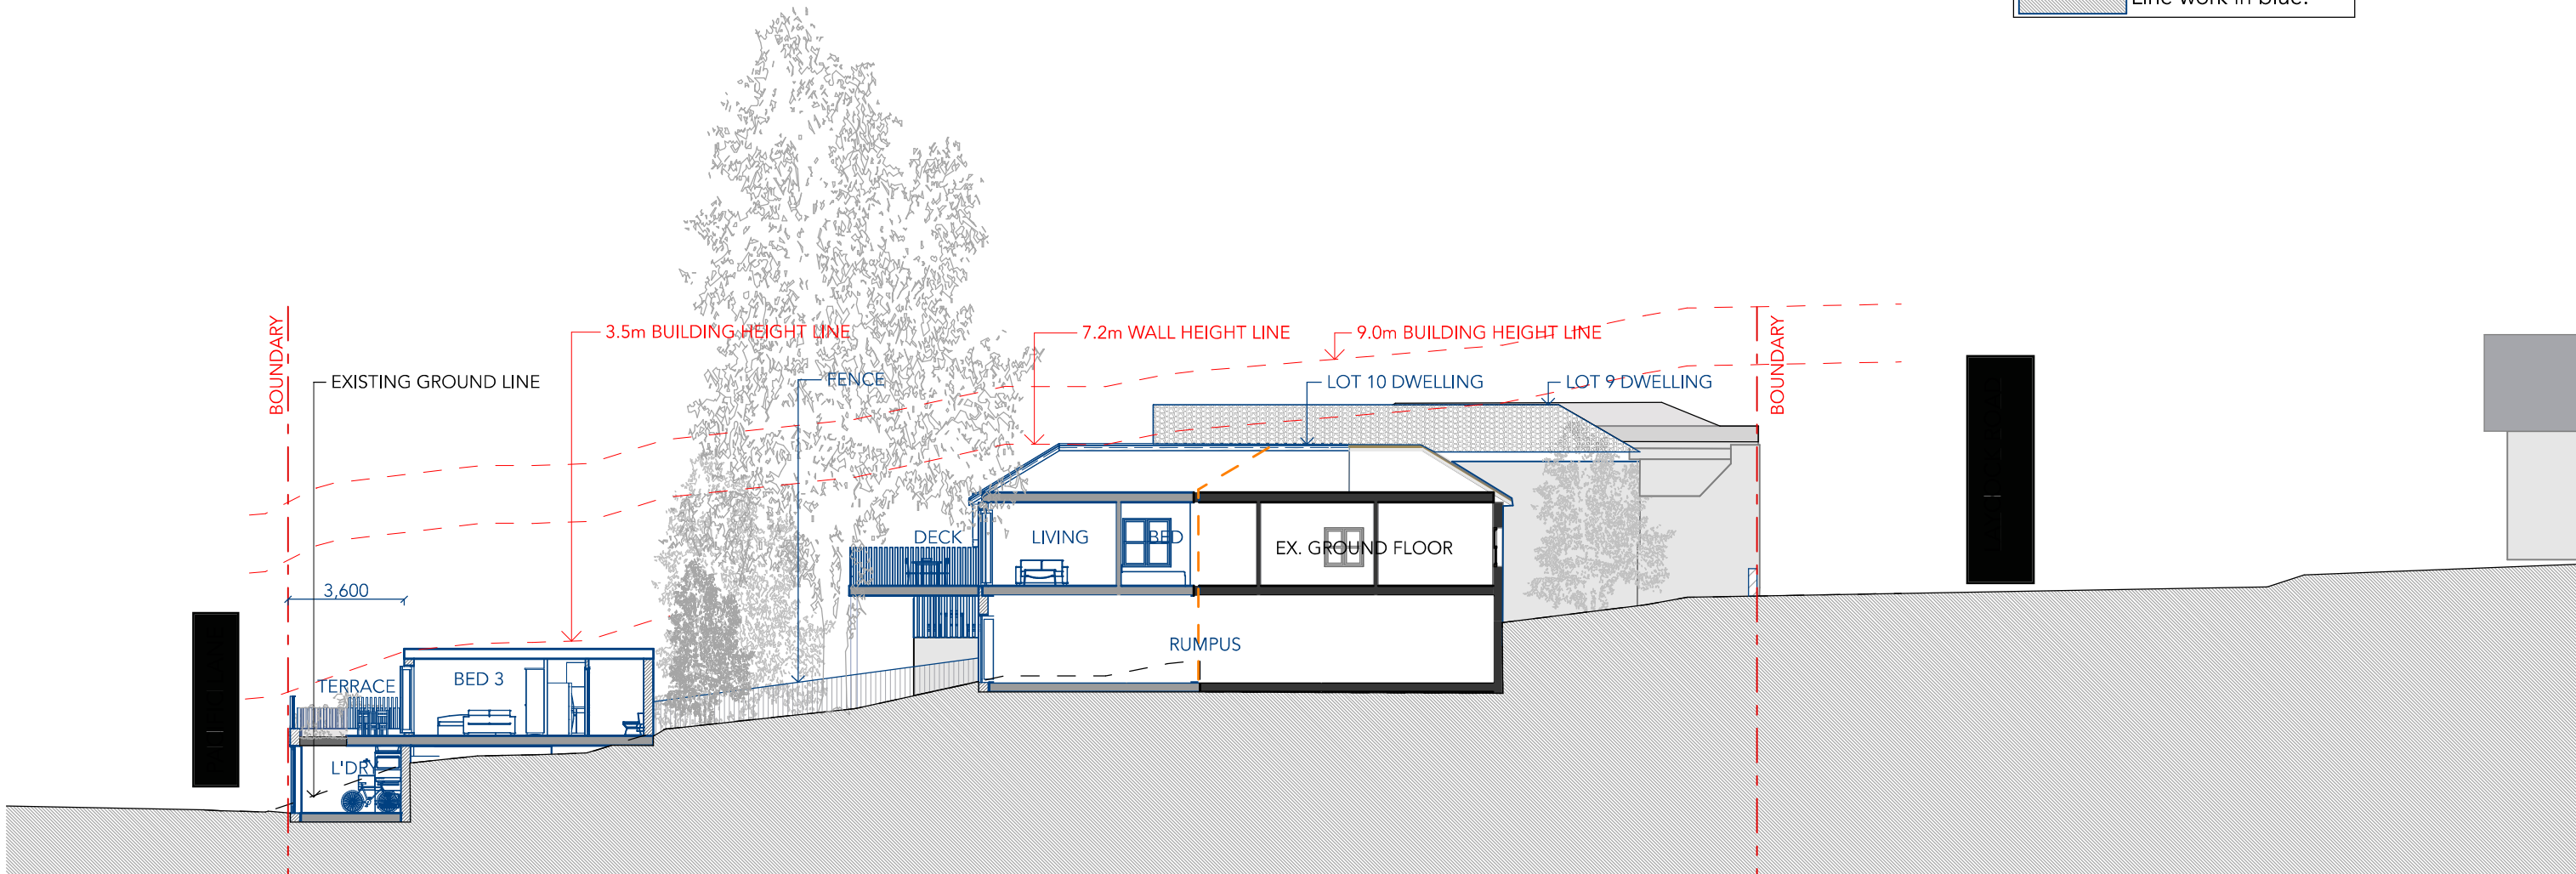 Line work in blue.
BOUNDARY
3.5m BUILDING HEIGHT LINE
7.2m WALL HEIGHT LINE
9.0m BUILDING HEIGHT LINE
BOUNDARY
EXISTING GROUND LINE
FENCE
LOT 10 DWELLING
LOT 9 DWELLING
DECK
LIVING
BED
EX. GROUND FLOOR
3,600
RUMPUS
TERRACE
BED 3
L'DRY